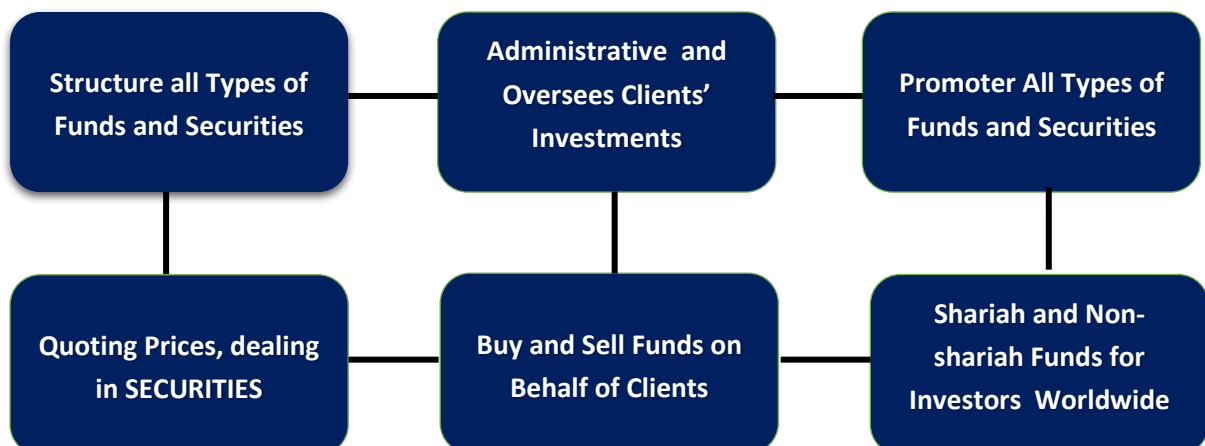 Structure all Types of
Funds and Securities
Administrative and
Oversees Clients’
Investments
Promoter All Types of
Funds and Securities
Quoting Prices, dealing
in SECURITIES
Buy and Sell Funds on
Behalf of Clients
Shariah and Non-
shariah Funds for
Investors Worldwide